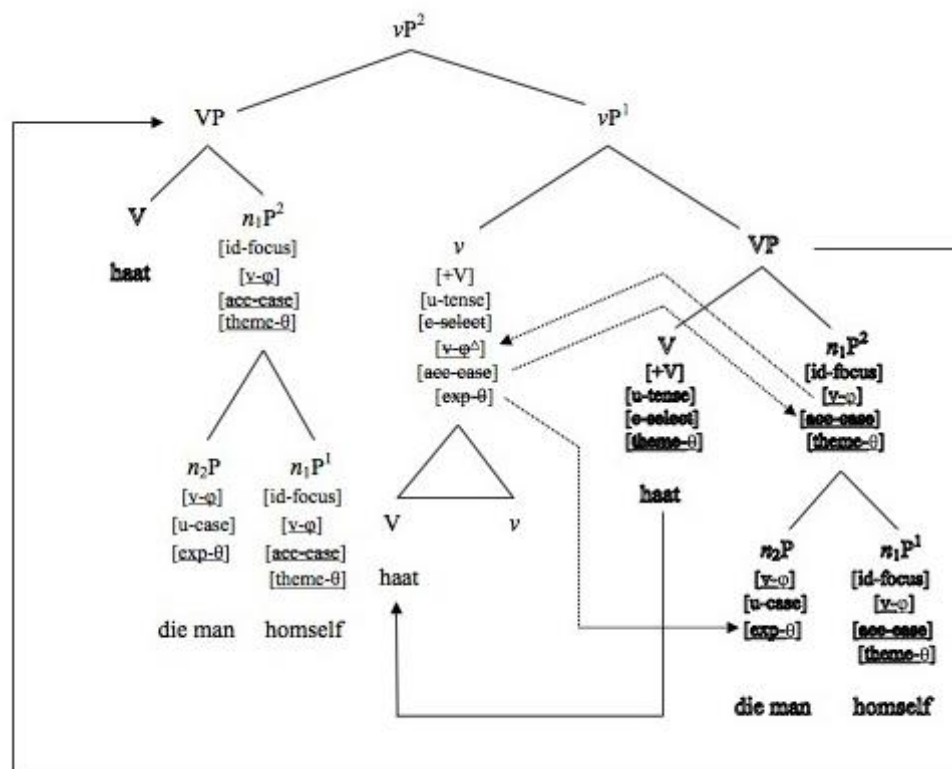 vP²
VP
vP¹
V
n₁P²
[id-focus]
[v-φ]
[acc-case]
[theme-θ]
haat
n₂P
[v-φ]
[u-case]
[exp-θ]
die man
n₁P¹
[id-focus]
[v-φ]
[acc-case]
[theme-θ]
homself
v
[+V]
[u-tense]
[c-select]
[v-φ^Δ]
[acc-case]
[exp-θ]
V
v
haat
VP
V
[+V]
[u-tense]
[c-select]
[theme-θ]
haat
n₁P²
[id-focus]
[v-φ]
[acc-case]
[theme-θ]
n₂P
[v-φ]
[u-case]
[exp-θ]
die man
n₁P¹
[id-focus]
[v-φ]
[acc-case]
[theme-θ]
homself